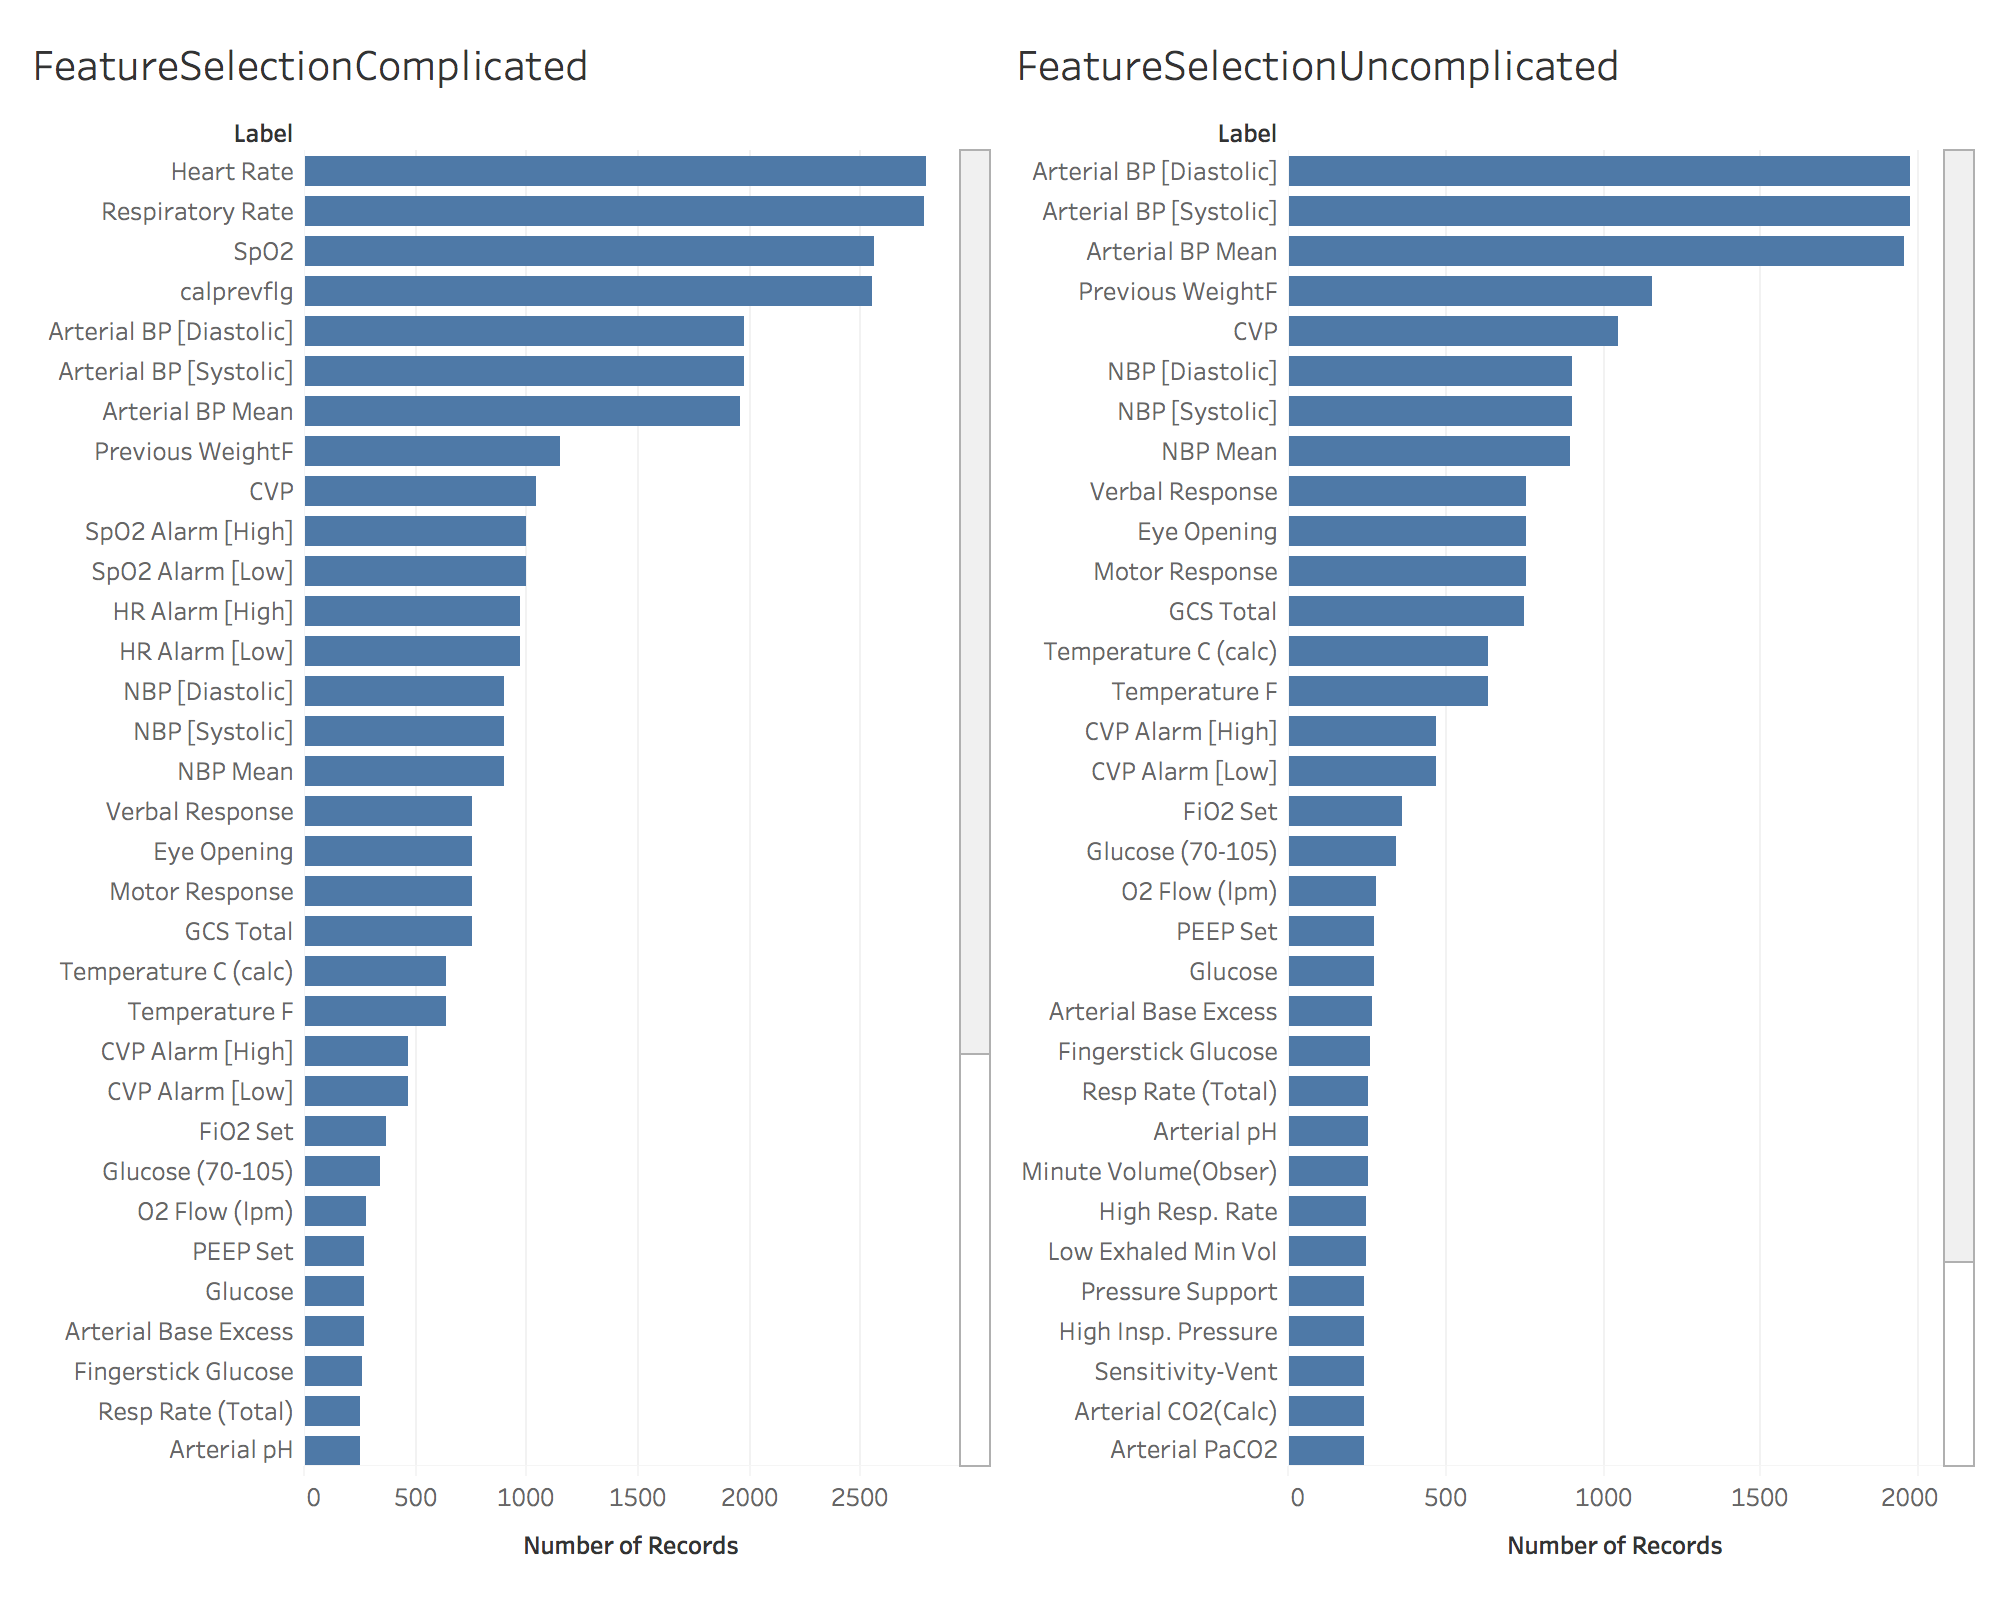 FeatureSelectionComplicated
Label
Heart Rate
Respiratory Rate
SpO2
calprevflg
Arterial BP [Diastolic]
Arterial BP [Systolic]
Arterial BP Mean
Previous WeightF
CVP
SpO2 Alarm [High]
SpO2 Alarm [Low]
HR Alarm [High]
HR Alarm [Low]
NBP [Diastolic]
NBP [Systolic]
NBP Mean
Verbal Response
Eye Opening
Motor Response
GCS Total
Temperature C (calc)
Temperature F
CVP Alarm [High]
CVP Alarm [Low]
FiO2 Set
Glucose (70-105)
O2 Flow (lpm)
PEEP Set
Glucose
Arterial Base Excess
Fingerstick Glucose
Resp Rate (Total)
Arterial pH
0 500 1000 1500 2000 2500
Number of Records
FeatureSelectionUncomplicated
Label
Arterial BP [Diastolic]
Arterial BP [Systolic]
Arterial BP Mean
Previous WeightF
CVP
NBP [Diastolic]
NBP [Systolic]
NBP Mean
Verbal Response
Eye Opening
Motor Response
GCS Total
Temperature C (calc)
Temperature F
CVP Alarm [High]
CVP Alarm [Low]
FiO2 Set
Glucose (70-105)
O2 Flow (lpm)
PEEP Set
Glucose
Arterial Base Excess
Fingerstick Glucose
Resp Rate (Total)
Arterial pH
Minute Volume(Obser)
High Resp. Rate
Low Exhaled Min Vol
Pressure Support
High Insp. Pressure
Sensitivity-Vent
Arterial CO2(Calc)
Arterial PaCO2
0 500 1000 1500 2000
Number of Records